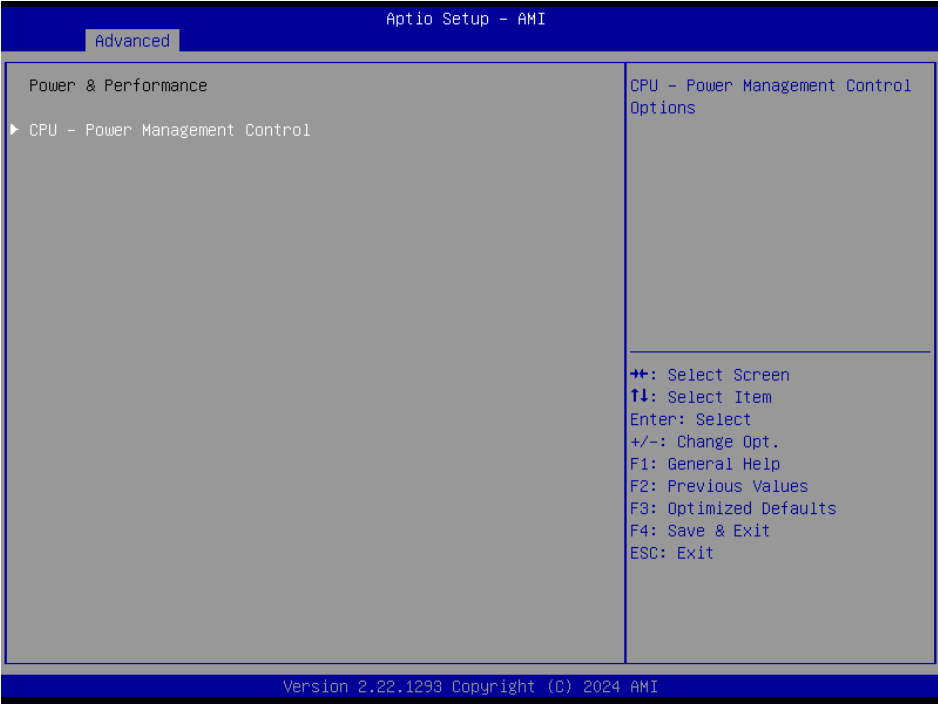 Aptio Setup – AMI
Advanced
Power & Performance
CPU – Power Management Control
CPU – Power Management Control
Options
→←: Select Screen
↑↓: Select Item
Enter: Select
+/-: Change Opt.
F1: General Help
F2: Previous Values
F3: Optimized Defaults
F4: Save & Exit
ESC: Exit
Version 2.22.1293 Copyright (C) 2024 AMI